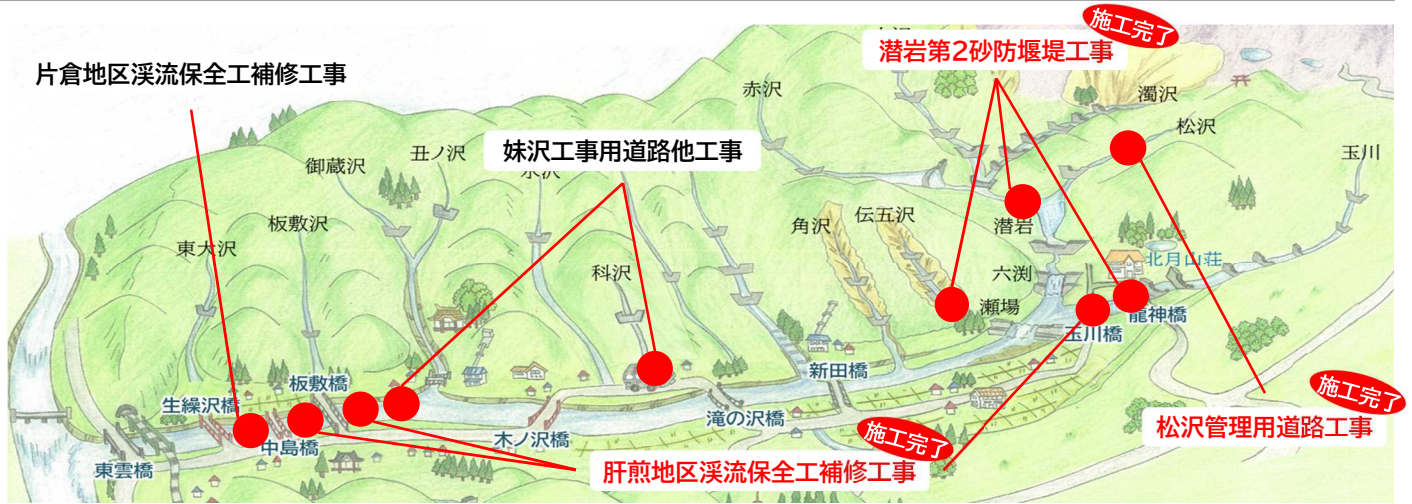 施工完了
潜岩第2砂防堰堤工事
片倉地区渓流保全工補修工事
赤沢
濁沢
松沢
玉川
妹沢工事用道路他工事
丑ノ沢
御蔵沢
板敷沢
東大沢
科沢
角沢
伝五沢
潜岩
北月山荘
六渕
瀬場
龍神橋
玉川橋
新田橋
板敷橋
生繰沢橋
中島橋
木ノ沢橋
滝の沢橋
東雲橋
施工完了
松沢管理用道路工事
施工完了
肝煎地区渓流保全工補修工事